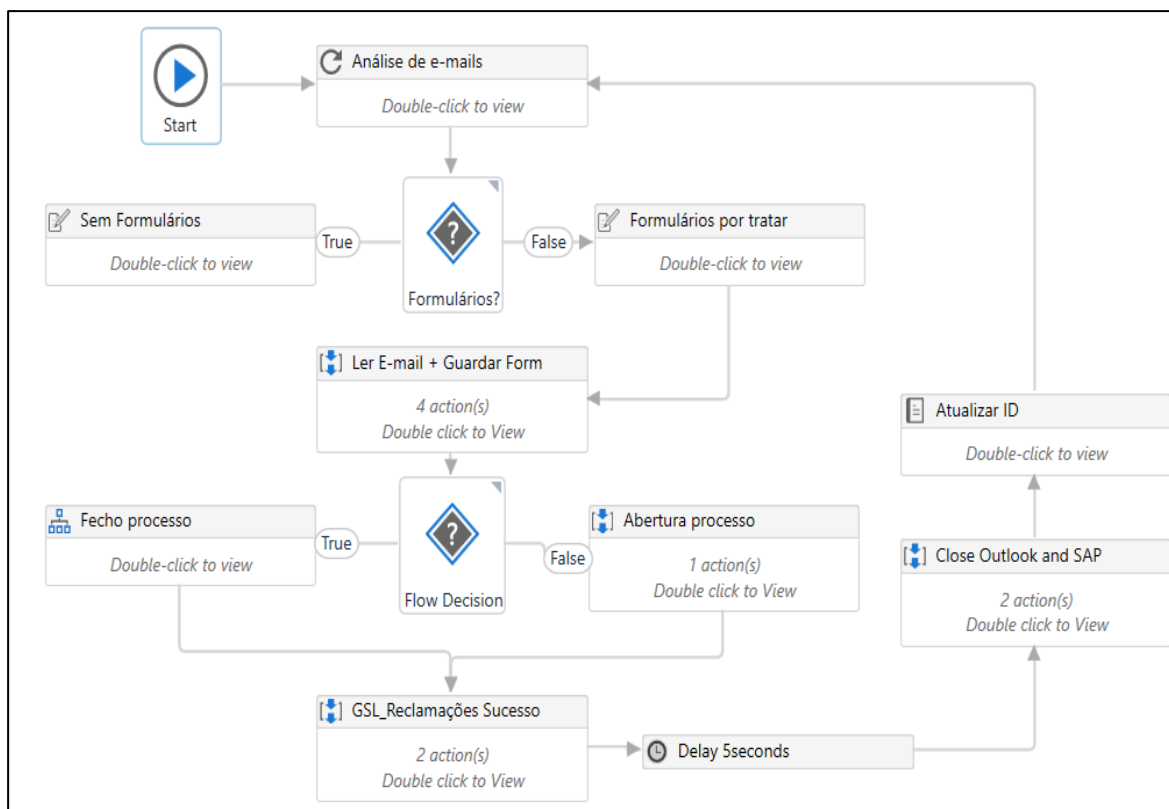 Start
Análise de e-mails
Double-click to view
Sem Formulários
Double-click to view
True
Formulários?
False
Formulários por tratar
Double-click to view
Ler E-mail + Guardar Form
4 action(s)
Double click to View
Fecho processo
Double-click to view
True
Flow Decision
False
Abertura processo
1 action(s)
Double click to View
GSL_Reclamações Sucesso
2 action(s)
Double click to View
Delay 5seconds
Close Outlook and SAP
2 action(s)
Double click to View
Atualizar ID
Double-click to view